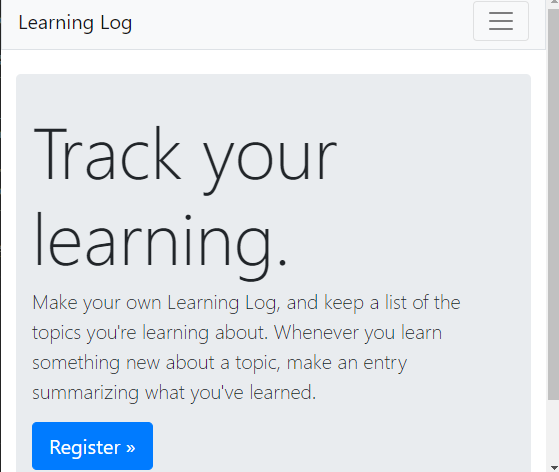 Learning Log
Track your
learning.
Make your own Learning Log, and keep a list of the
topics you're learning about. Whenever you learn
something new about a topic, make an entry
summarizing what you've learned.
Register »